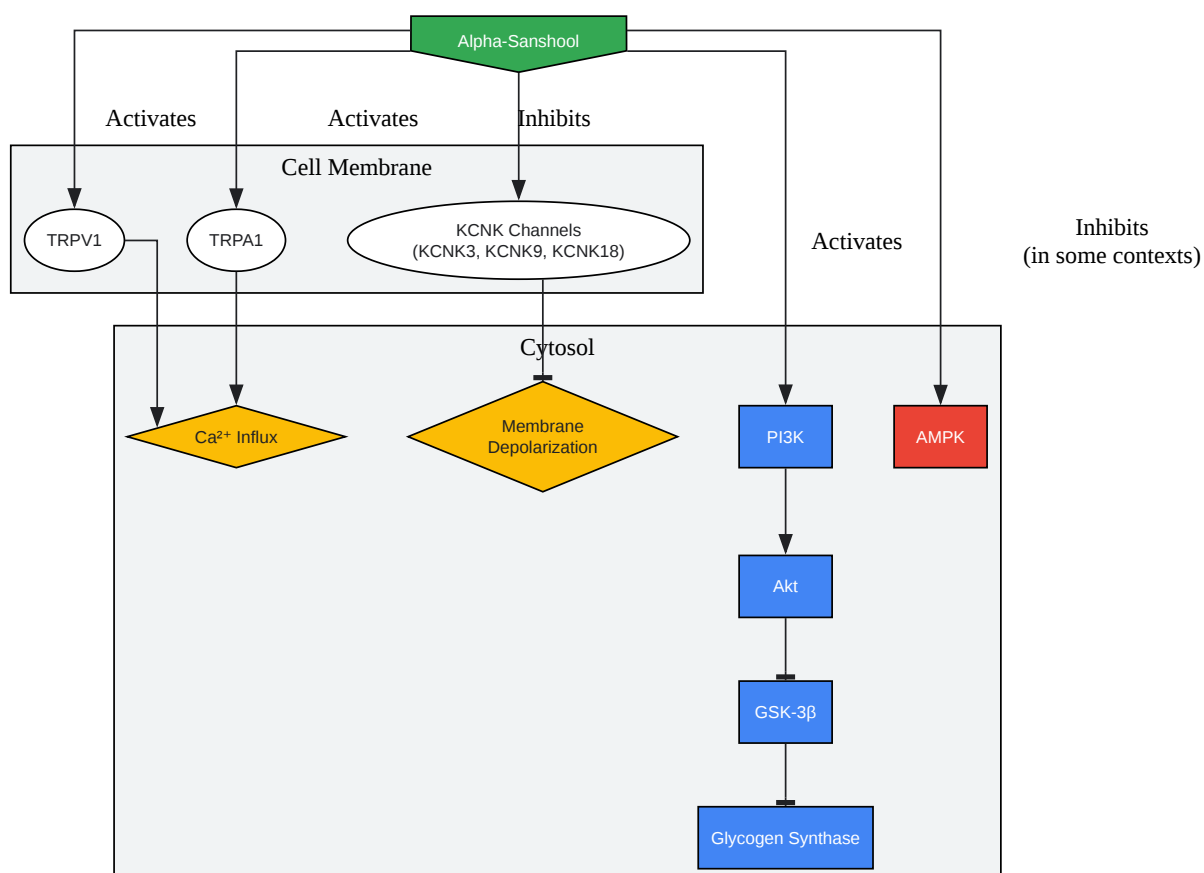 Alpha-Sanshool
Activates
Activates
Inhibits
Cell Membrane
TRPV1
TRPA1
KCNK Channels
(KCNK3, KCNK9, KCNK18)
Activates
Inhibits
(in some contexts)
Cytosol
Ca²⁺ Influx
Membrane
Depolarization
PI3K
AMPK
Akt
GSK-3β
Glycogen Synthase